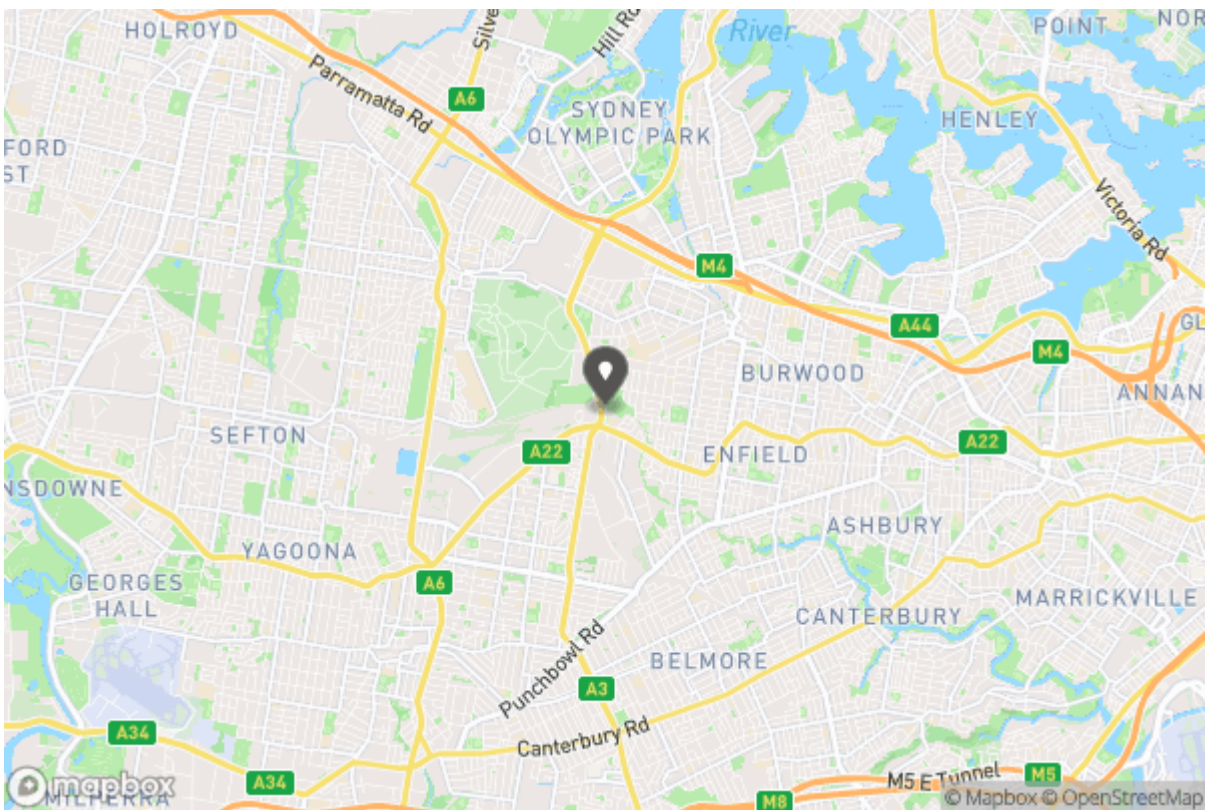 HOLROYD
Silve
Hill Rd
River
POINT
NOR
Parramatta Rd
A6
SYDNEY
OLYMPIC PARK
HENLEY
FORD
ST
Victoria Rd
M4
A44
GL
M4
BURWOOD
ANNAN
SEFTON
A22
ENFIELD
A22
NSDOWNE
ASHBURY
YAGOONA
A6
GEORGES
HALL
MARRICKVILLE
CANTERBURY
Punchbowl Rd
BELMORE
A3
A34
Canterbury Rd
A34
M5 E Tunnel
M5
mapbox
MILPERRA
M8
© Mapbox © OpenStreetMap